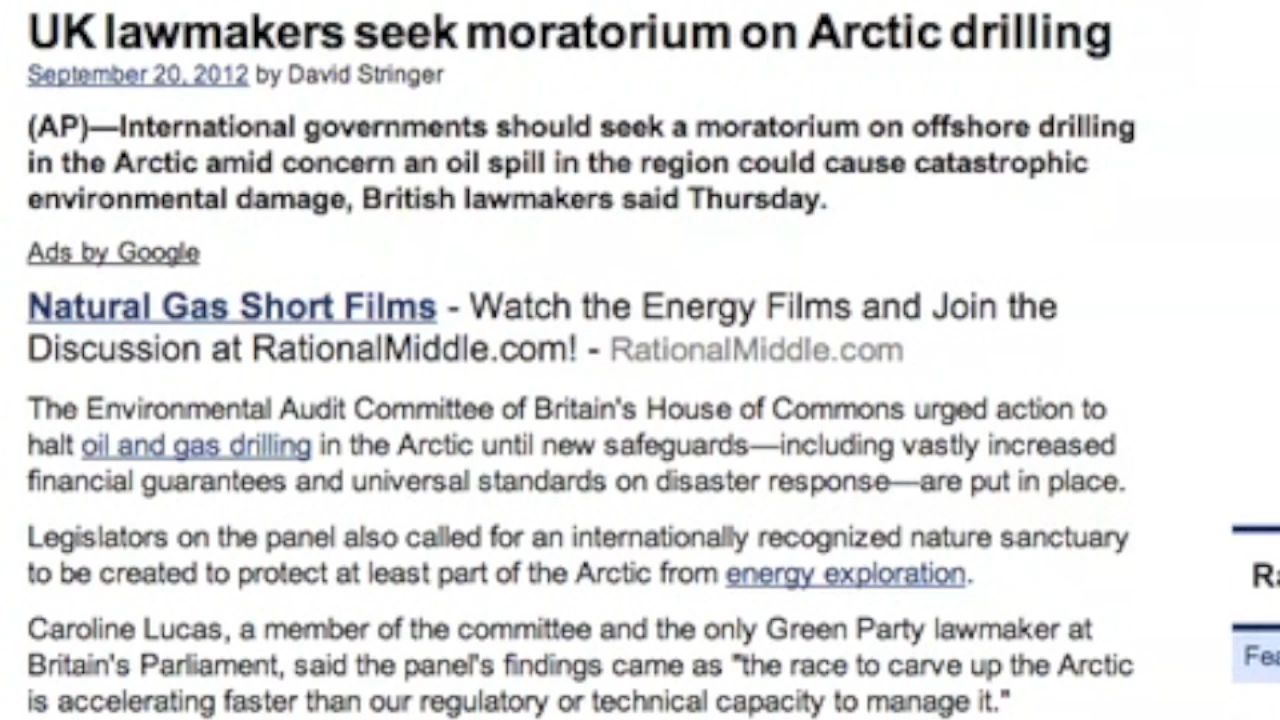 UK lawmakers seek moratorium on Arctic drilling
September 20, 2012 by David Stringer
(AP)—International governments should seek a moratorium on offshore drilling
in the Arctic amid concern an oil spill in the region could cause catastrophic
environmental damage, British lawmakers said Thursday.
Ads by Google
Natural Gas Short Films - Watch the Energy Films and Join the
Discussion at RationalMiddle.com! - RationalMiddle.com
The Environmental Audit Committee of Britain's House of Commons urged action to
halt oil and gas drilling in the Arctic until new safeguards—including vastly increased
financial guarantees and universal standards on disaster response—are put in place.
Legislators on the panel also called for an internationally recognized nature sanctuary
to be created to protect at least part of the Arctic from energy exploration.
Caroline Lucas, a member of the committee and the only Green Party lawmaker at
Britain's Parliament, said the panel's findings came as "the race to carve up the Arctic
is accelerating faster than our regulatory or technical capacity to manage it."